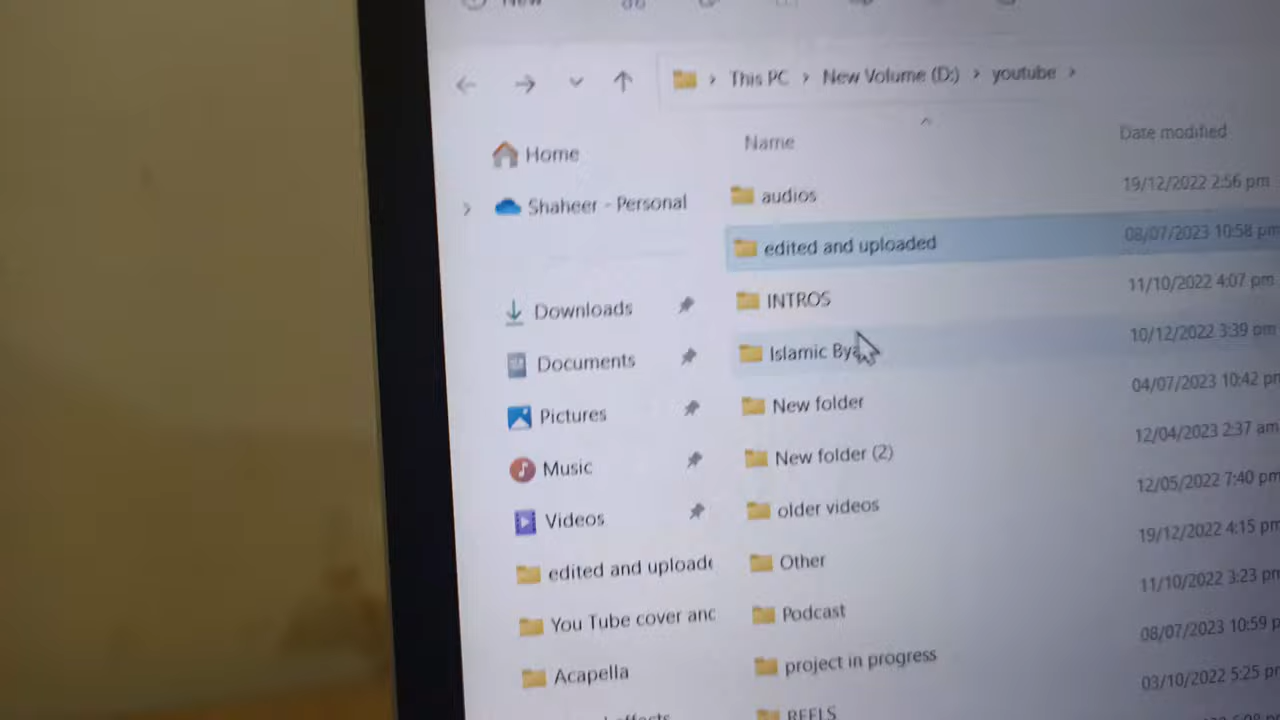 New
This PC > New Volume (D:) > youtube >
Name
Date modified
Home
Shaheer - Personal
Downloads
Documents
Pictures
Music
Videos
edited and uploade
You Tube cover and
Acapella
audios
19/12/2022 2:56 pm
edited and uploaded
08/07/2023 10:58 pm
INTROS
11/10/2022 4:07 pm
Islamic Bya
10/12/2022 3:39 pm
New folder
04/07/2023 10:42 pm
New folder (2)
12/04/2023 2:37 am
older videos
12/05/2022 7:40 pm
Other
19/12/2022 4:15 pm
Podcast
11/10/2022 3:23 pm
project in progress
08/07/2023 10:59 p
REELS
03/10/2022 5:25 pm